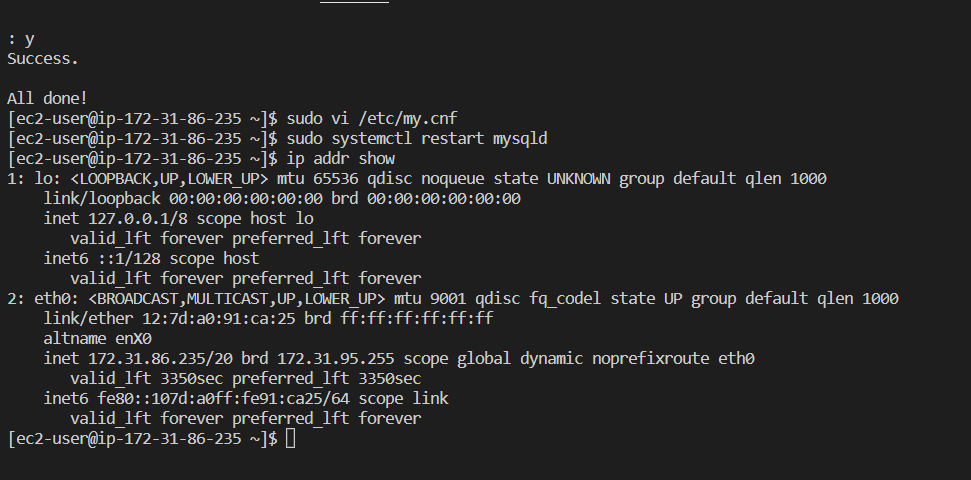 : y
Success.
All done!
[ec2-user@ip-172-31-86-235 ~]$ sudo vi /etc/my.cnf
[ec2-user@ip-172-31-86-235 ~]$ sudo systemctl restart mysqld
[ec2-user@ip-172-31-86-235 ~]$ ip addr show
1: lo: <LOOPBACK,UP,LOWER_UP> mtu 65536 qdisc noqueue state UNKNOWN group default qlen 1000
    link/loopback 00:00:00:00:00:00 brd 00:00:00:00:00:00
    inet 127.0.0.1/8 scope host lo
       valid_lft forever preferred_lft forever
    inet6 ::1/128 scope host
       valid_lft forever preferred_lft forever
2: eth0: <BROADCAST,MULTICAST,UP,LOWER_UP> mtu 9001 qdisc fq_codel state UP group default qlen 1000
    link/ether 12:7d:a0:91:ca:25 brd ff:ff:ff:ff:ff:ff
    altname enX0
    inet 172.31.86.235/20 brd 172.31.95.255 scope global dynamic noprefixroute eth0
       valid_lft 3350sec preferred_lft 3350sec
    inet6 fe80::107d:a0ff:fe91:ca25/64 scope link
       valid_lft forever preferred_lft forever
[ec2-user@ip-172-31-86-235 ~]$